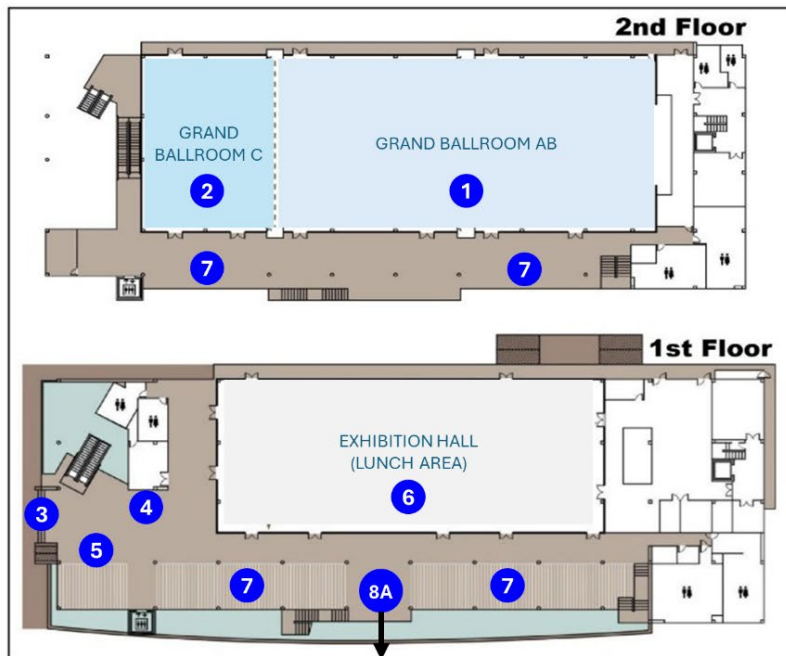 2nd Floor
GRAND
BALLROOM C
2
GRAND BALLROOM AB
1
7
7
1st Floor
EXHIBITION HALL
(LUNCH AREA)
6
3
4
5
7
8A
7